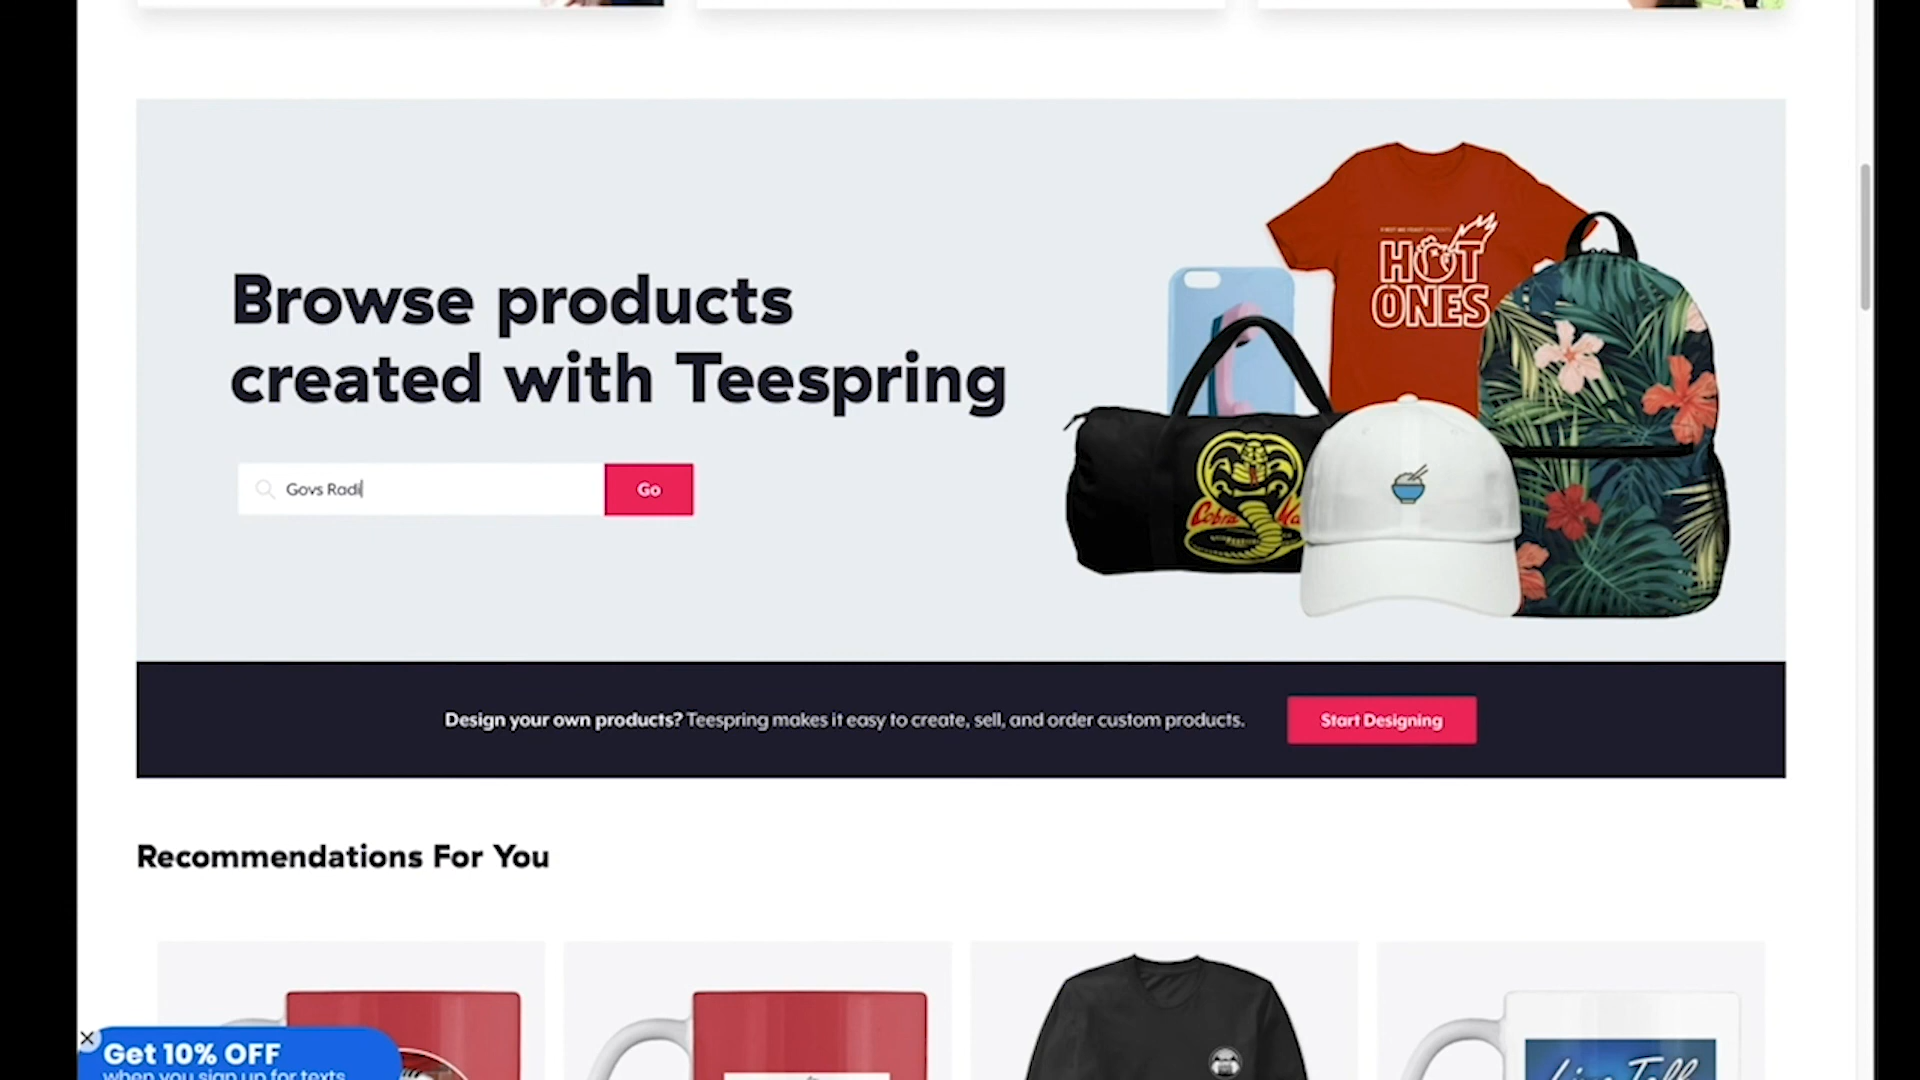 Browse products
created with Teespring
Govs Radi
Go
HOT
ONES
Cobra
Design your own products? Teespring makes it easy to create, sell, and order custom products.
Start Designing
Recommendations For You
Get 10% OFF
when you sign up for texts